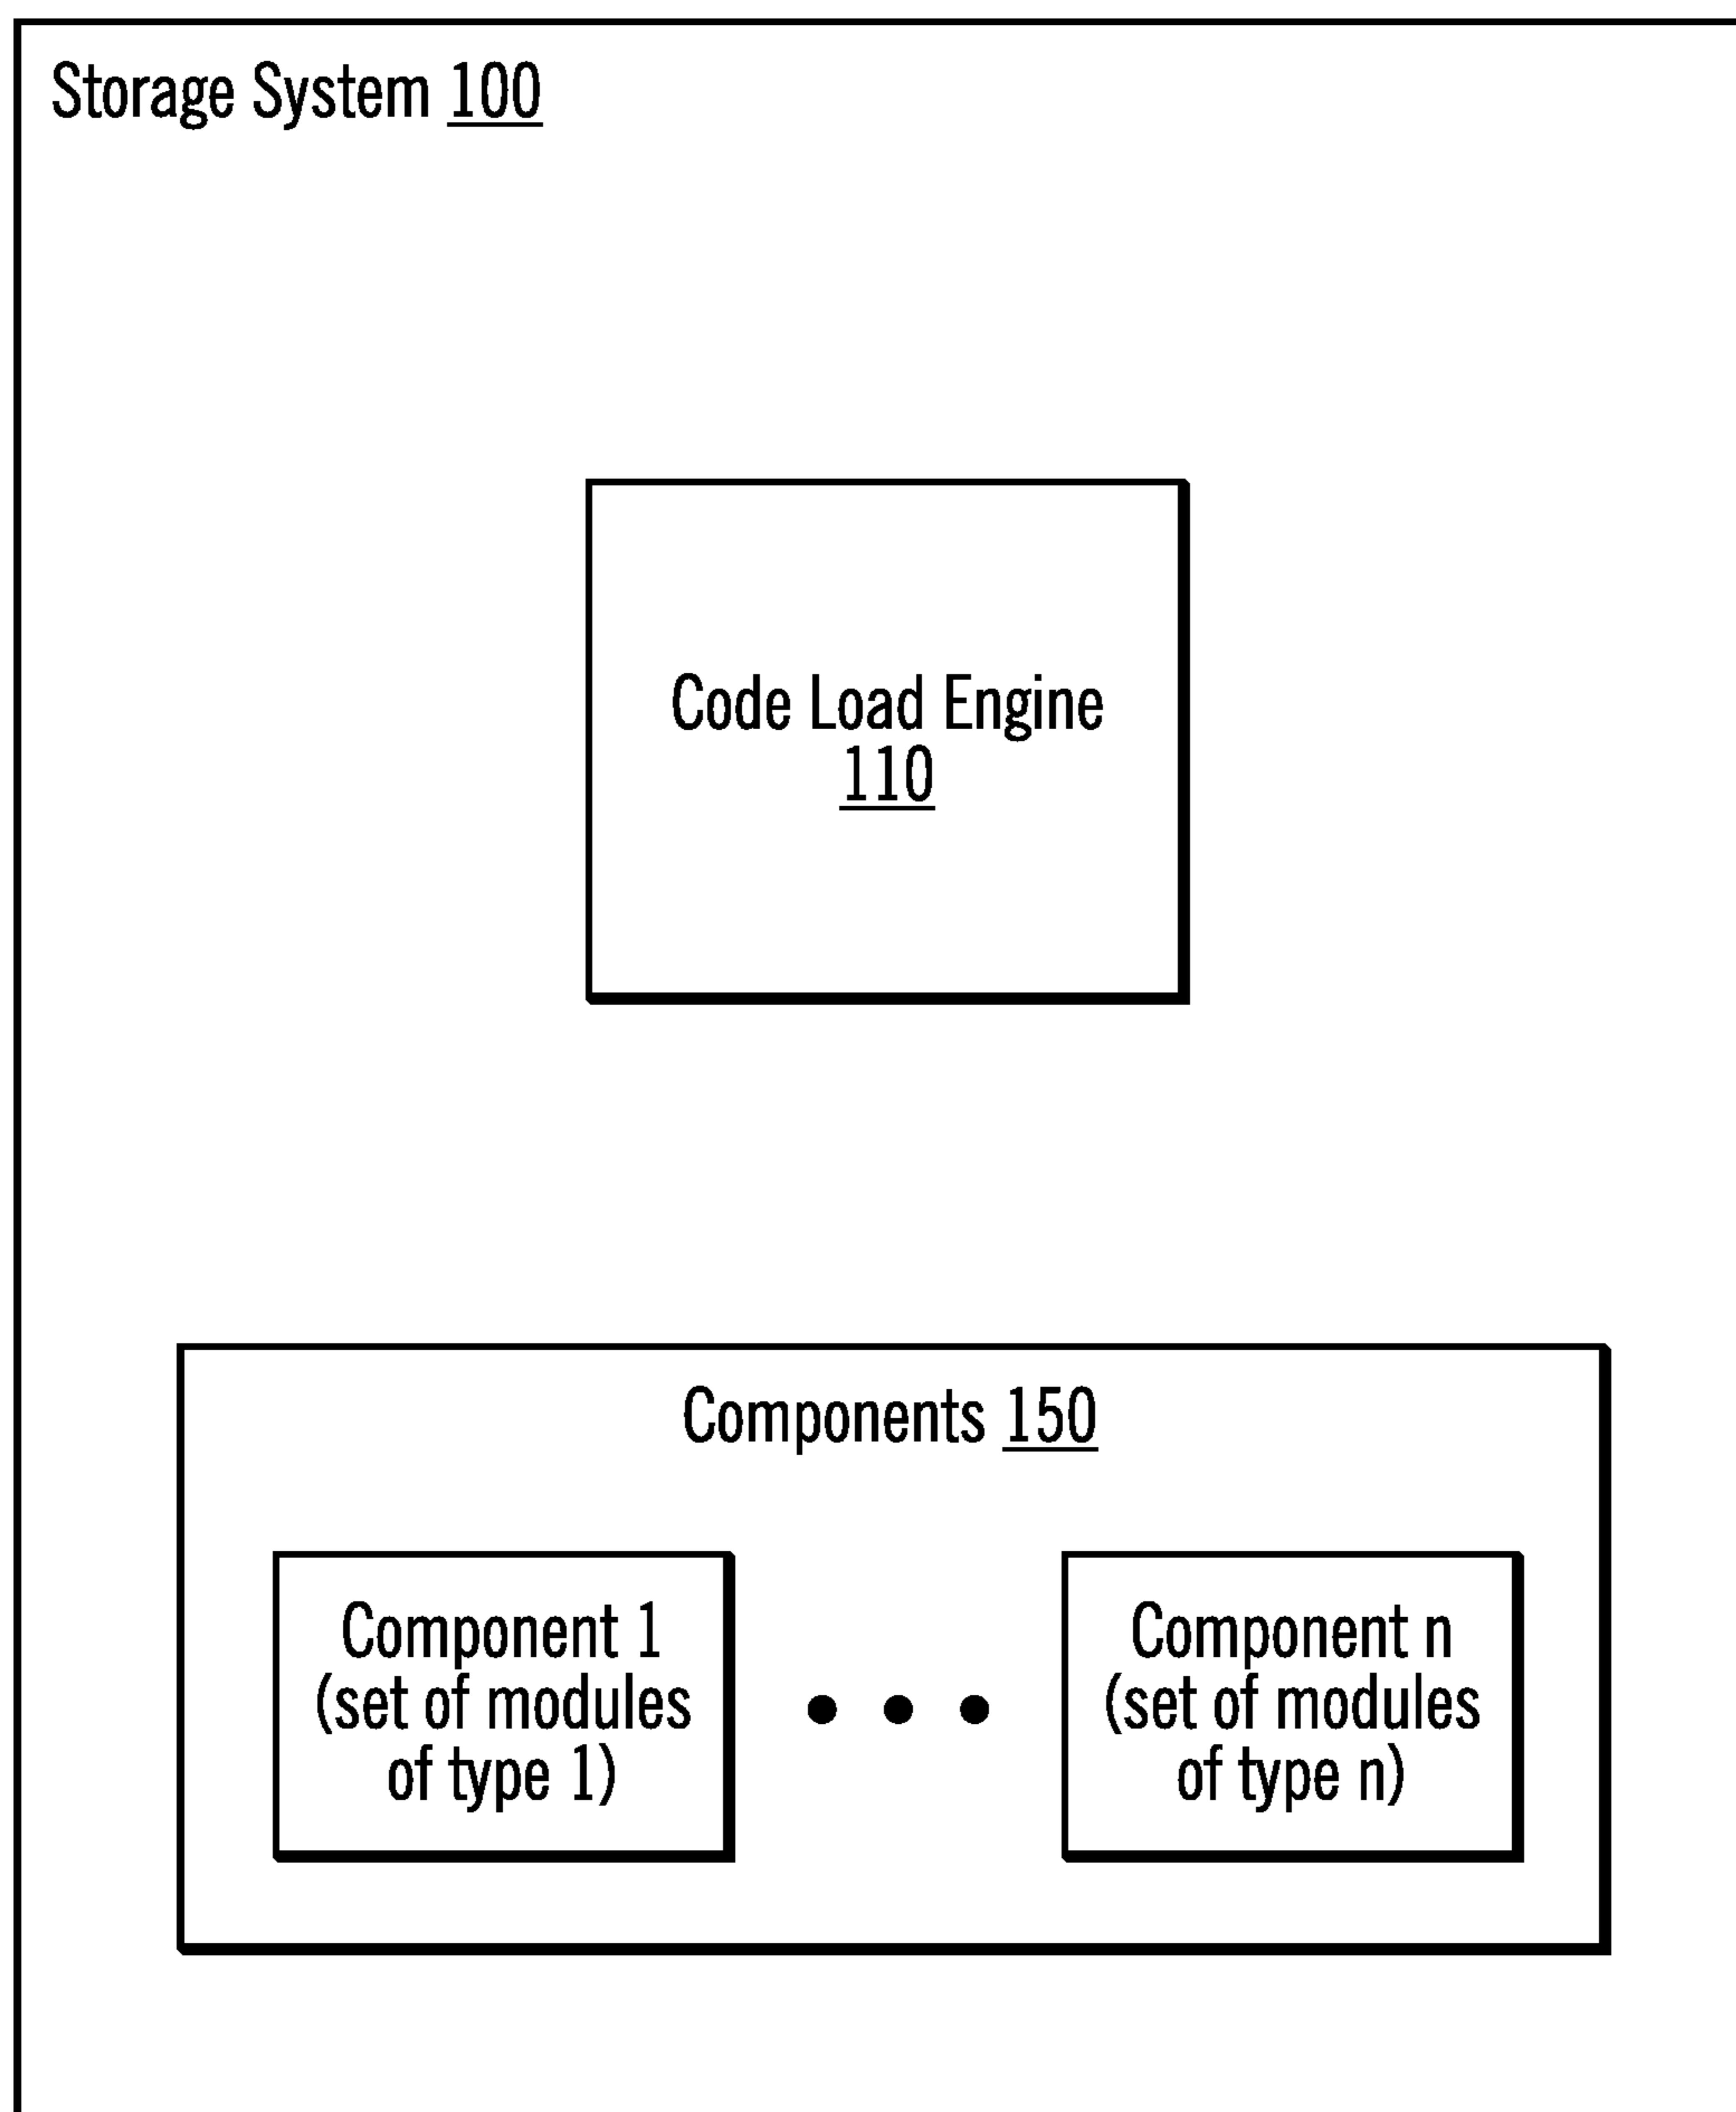 Storage System 100
Code Load Engine
110
Components 150
Component 1
(set of modules
of type 1)
Component n
(set of modules
of type n)